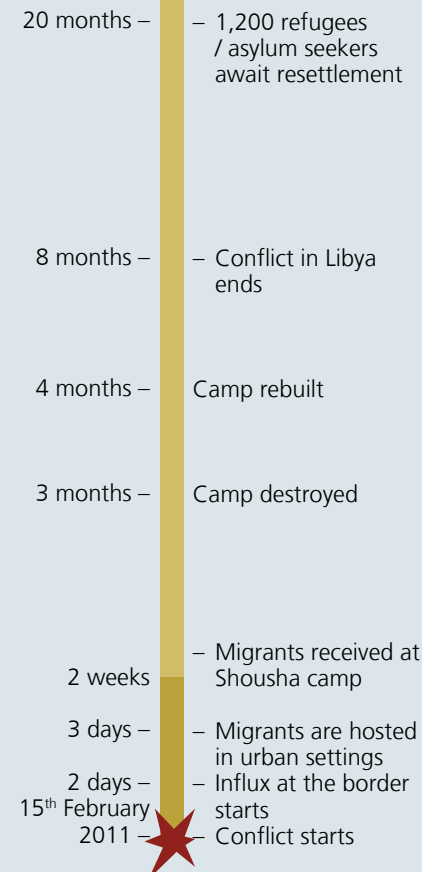 20 months – – 1,200 refugees
/ asylum seekers
await resettlement
8 months – – Conflict in Libya
ends
4 months – Camp rebuilt
3 months – Camp destroyed
– Migrants received at
2 weeks Shousha camp
3 days – – Migrants are hosted
in urban settings
2 days – – Influx at the border
15th February starts
2011 – – Conflict starts